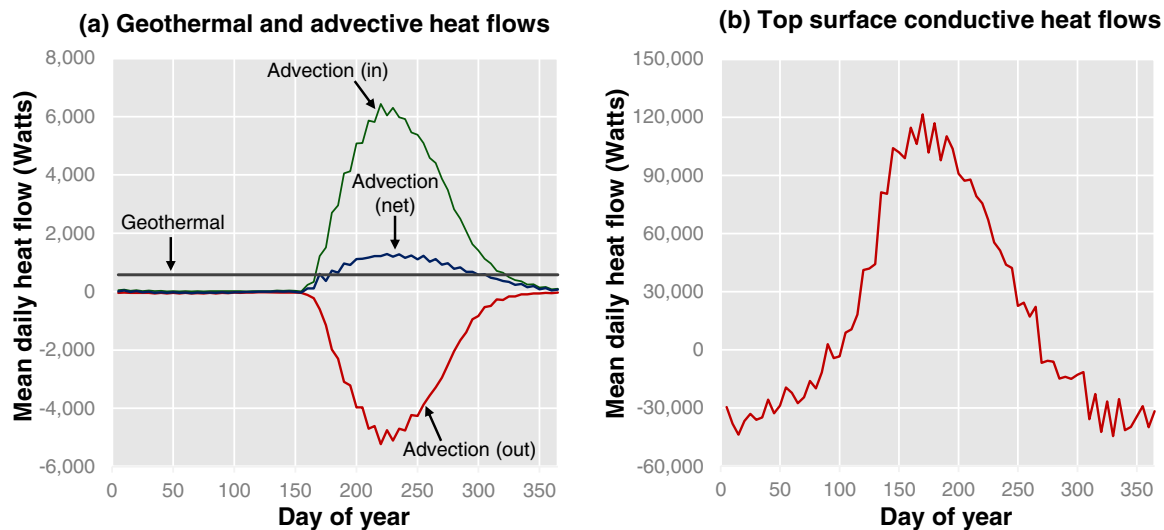 (a) Geothermal and advective heat flows
Mean daily heat flow (Watts)
8,000
6,000
4,000
2,000
0
-2,000
-4,000
-6,000
Advection (in)
Advection
(net)
Geothermal
Advection (out)
0 50 100 150 200 250 300 350
Day of year
(b) Top surface conductive heat flows
Mean daily heat flow (Watts)
150,000
120,000
90,000
60,000
30,000
0
-30,000
-60,000
0 50 100 150 200 250 300 350
Day of year